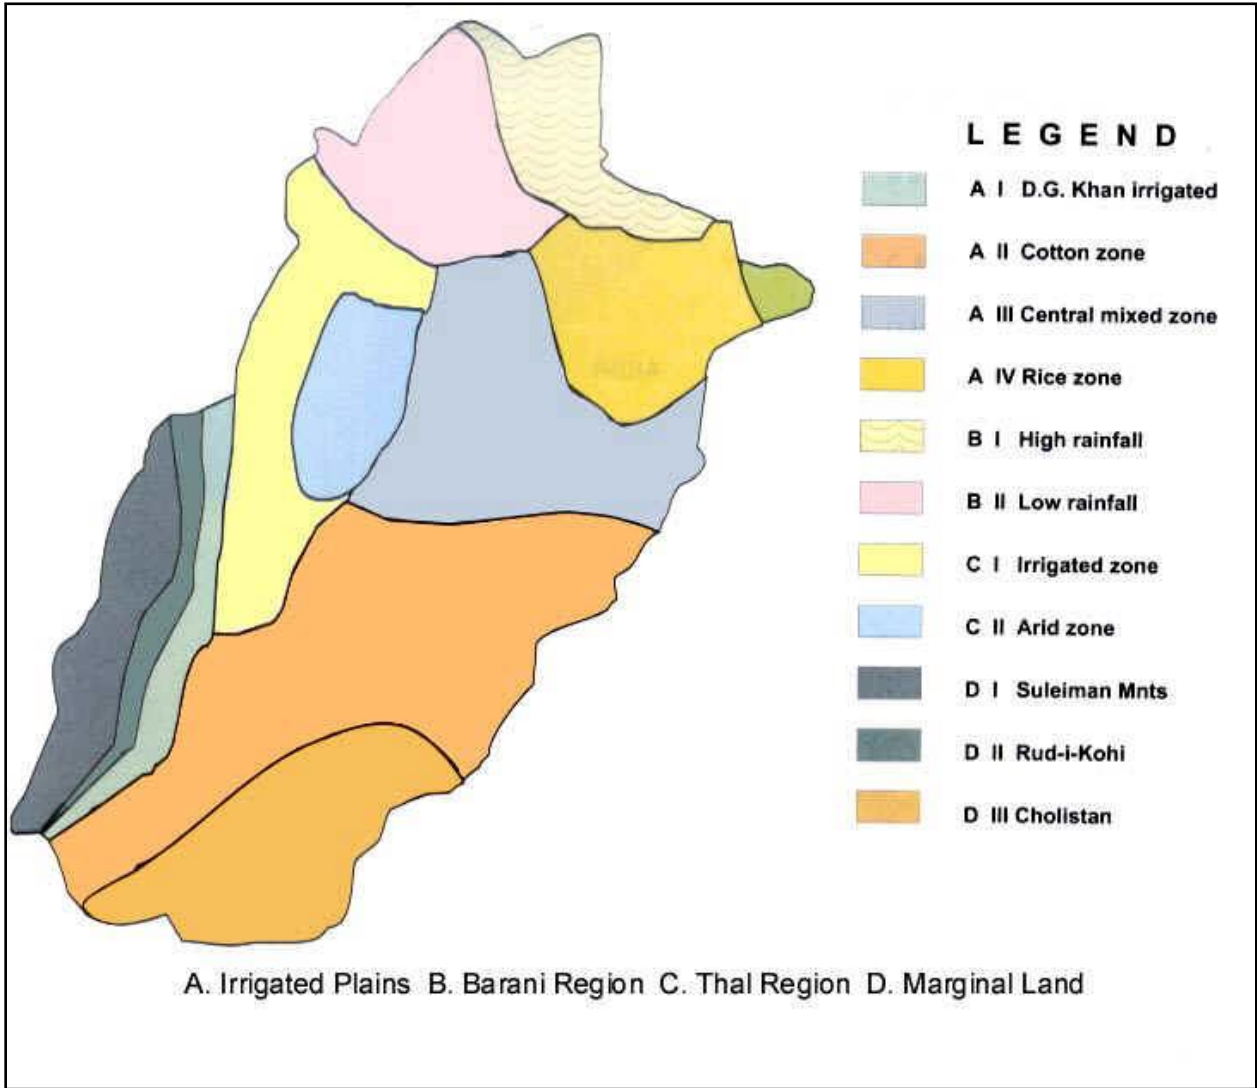 L E G E N D
A I D.G. Khan irrigated
A II Cotton zone
A III Central mixed zone
A IV Rice zone
B I High rainfall
B II Low rainfall
C I Irrigated zone
C II Arid zone
D I Suleiman Mnts
D II Rud-i-Kohi
D III Cholistan
A. Irrigated Plains B. Barani Region C. Thal Region D. Marginal Land